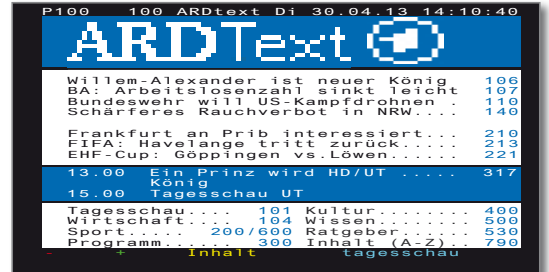 P100 100 ARDtext Di 30.04.13 14:10:40
ARDText
Willem-Alexander ist neuer König 106
BA: Arbeitslosenzahl sinkt leicht 107
Bundeswehr will US-Kampfdrohnen . 110
Schärferes Rauchverbot in NRW.... 140
Frankfurt an Prib interessiert... 210
FIFA: Havelange tritt zurück..... 213
EHF-Cup: Göppingen vs.Löwen...... 221
13.00 Ein Prinz wird HD/UT ..... 317
König
15.00 Tagesschau UT
Tagesschau.... 101 Kultur........ 400
Wirtschaft.... 104 Wissen........ 500
Sport..... 200/600 Ratgeber...... 530
Programm...... 300 Inhalt (A-Z).. 790
- + Inhalt tagesschau